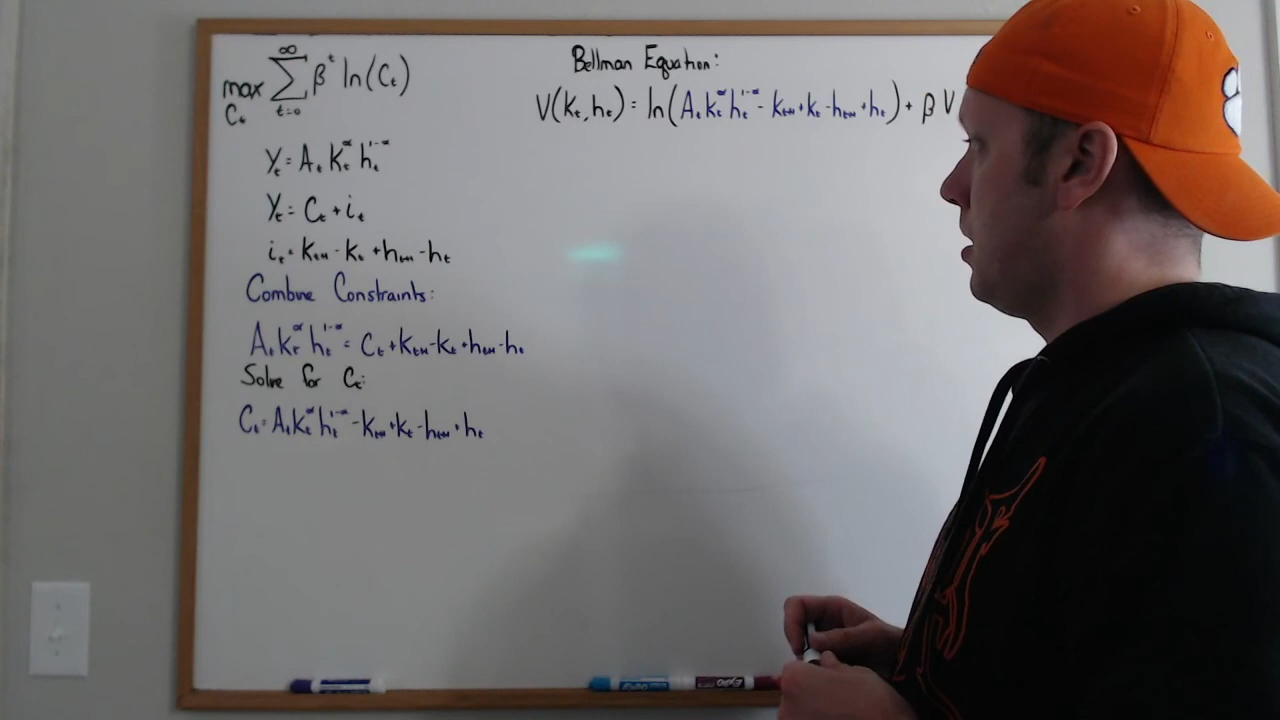 max C_t ∑_{t=0}^{∞} β^t ln(C_t)
Y_t = A_t K_t^α h_t^{1-α}
Y_t = C_t + i_t
i_t = K_{t+1} - K_t + h_{t+1} - h_t
Combine Constraints:
A_t K_t^α h_t^{1-α} = C_t + K_{t+1} - K_t + h_{t+1} - h_t
Solve for C_t:
C_t = A_t K_t^α h_t^{1-α} - K_{t+1} + K_t - h_{t+1} + h_t
Bellman Equation:
V(K_t, h_t) = ln(A_t K_t^α h_t^{1-α} - K_{t+1} + K_t - h_{t+1} + h_t) + β V
EXPO